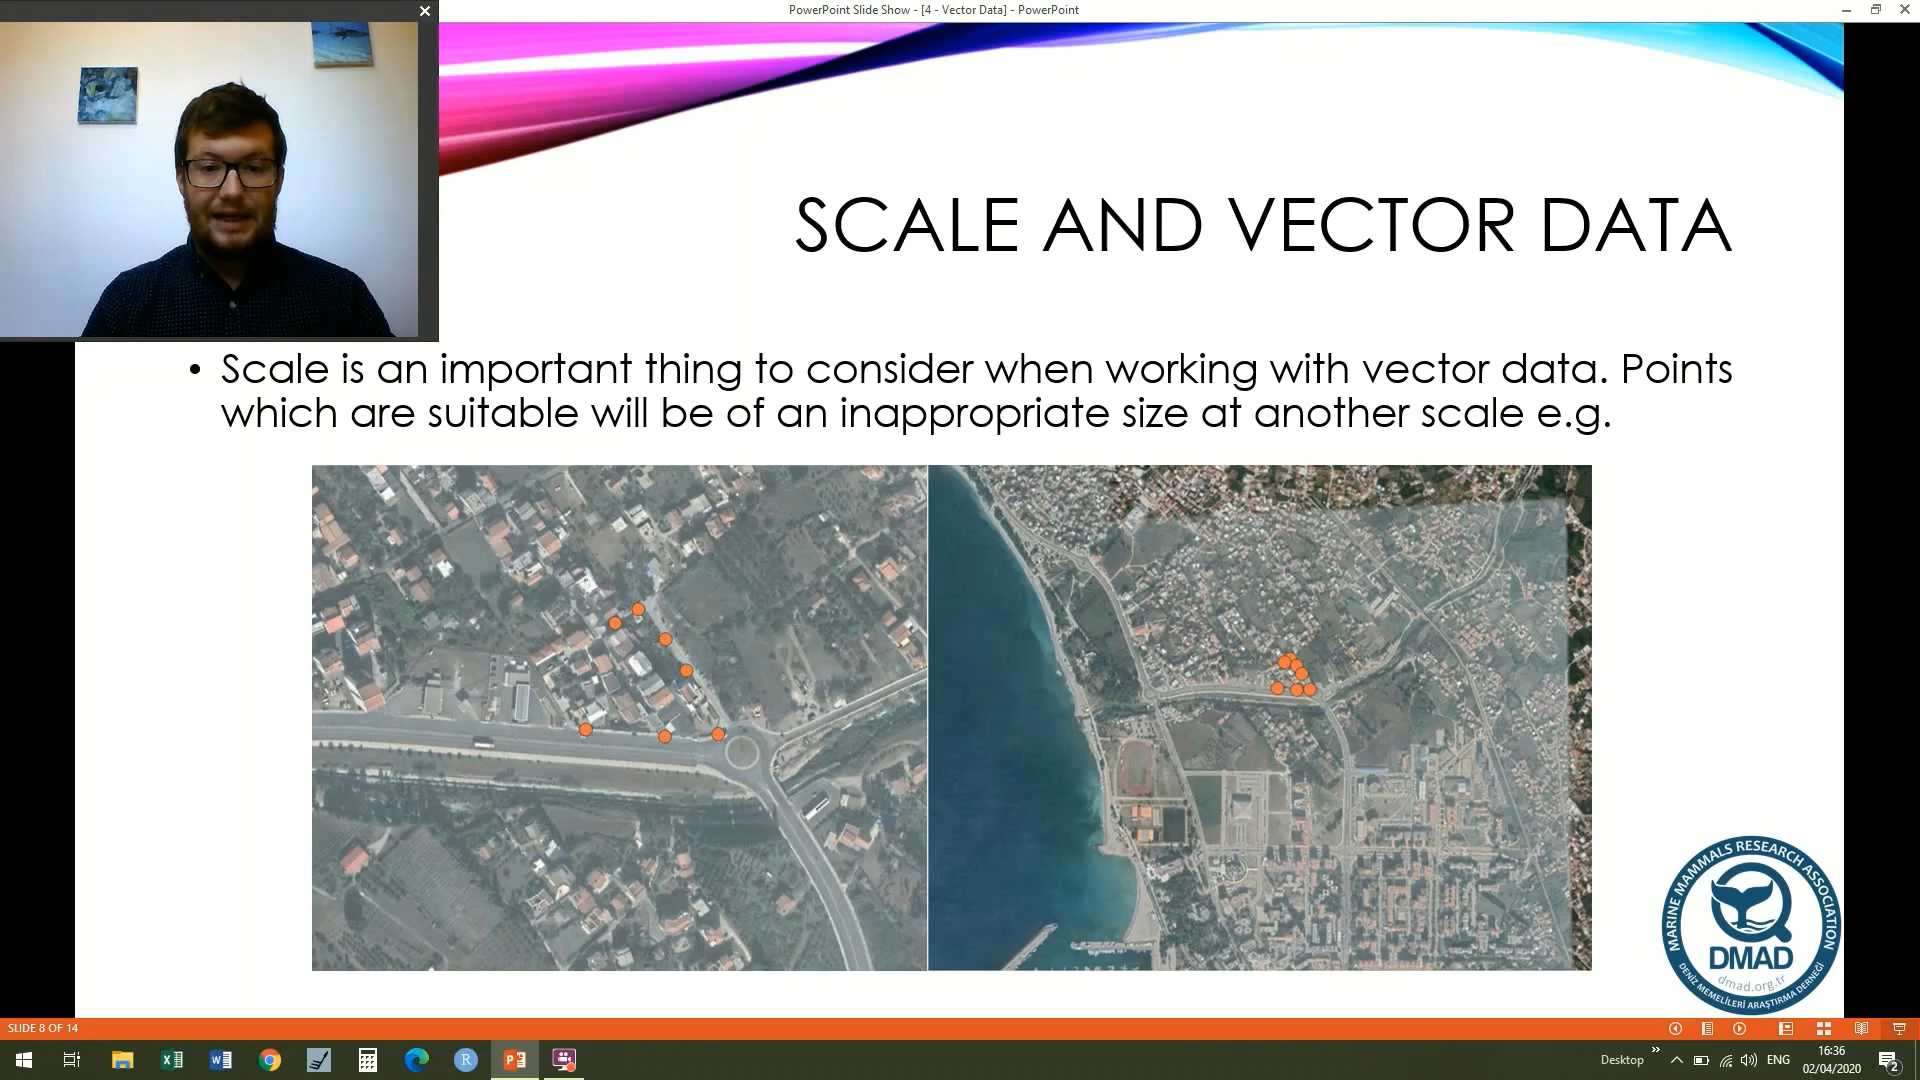 PowerPoint Slide Show - [4 - Vector Data] - PowerPoint
SCALE AND VECTOR DATA
• Scale is an important thing to consider when working with vector data. Points
which are suitable will be of an inappropriate size at another scale e.g.
MARINE MAMMALS RESEARCH ASSOCIATION
DMAD
dmad.org.tr
DENİZ MEMELİLERİ ARAŞTIRMA DERNEĞİ
SLIDE 8 OF 14
Desktop
ENG
16:36
02/04/2020
2